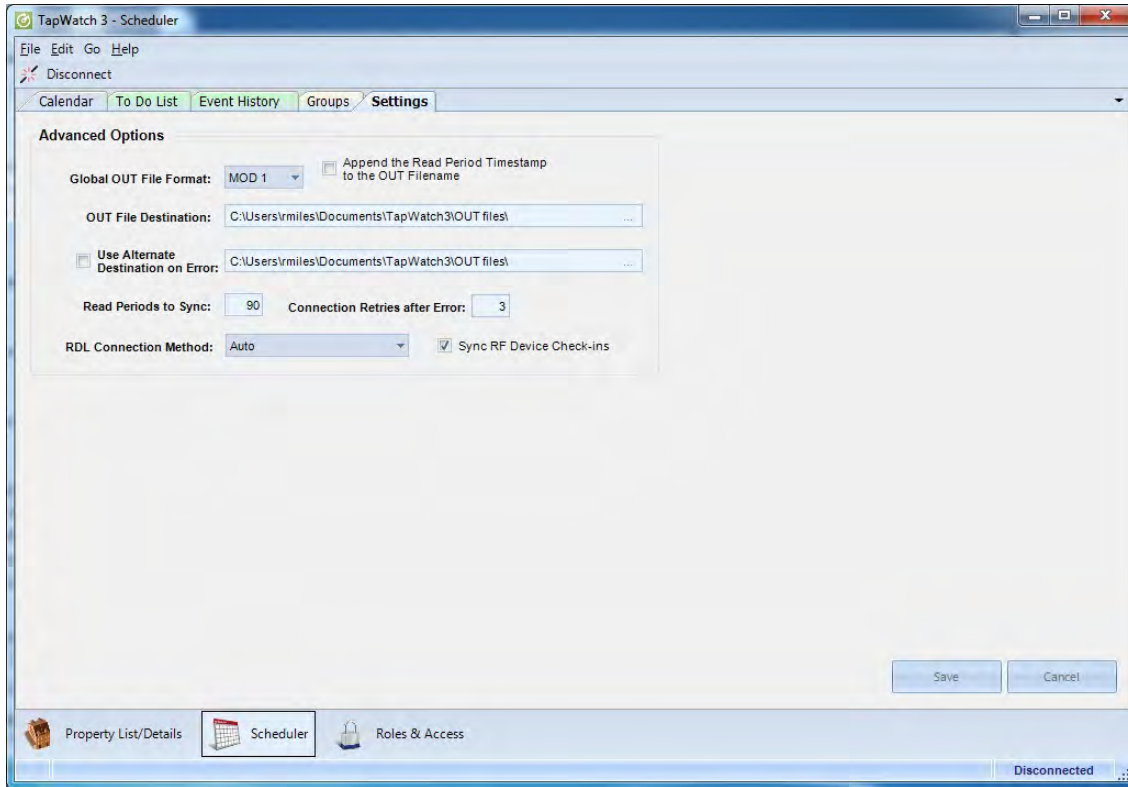 TapWatch 3 - Scheduler
File Edit Go Help
Disconnect
Calendar To Do List Event History Groups Settings
Advanced Options
Global OUT File Format: MOD 1 Append the Read Period Timestamp
to the OUT Filename
OUT File Destination: C:\Users\rmiles\Documents\TapWatch3\OUT files\ ...
Use Alternate
Destination on Error: C:\Users\rmiles\Documents\TapWatch3\OUT files\ ...
Read Periods to Sync: 90 Connection Retries after Error: 3
RDL Connection Method: Auto Sync RF Device Check-ins
Save Cancel
Property List/Details Scheduler Roles & Access
Disconnected